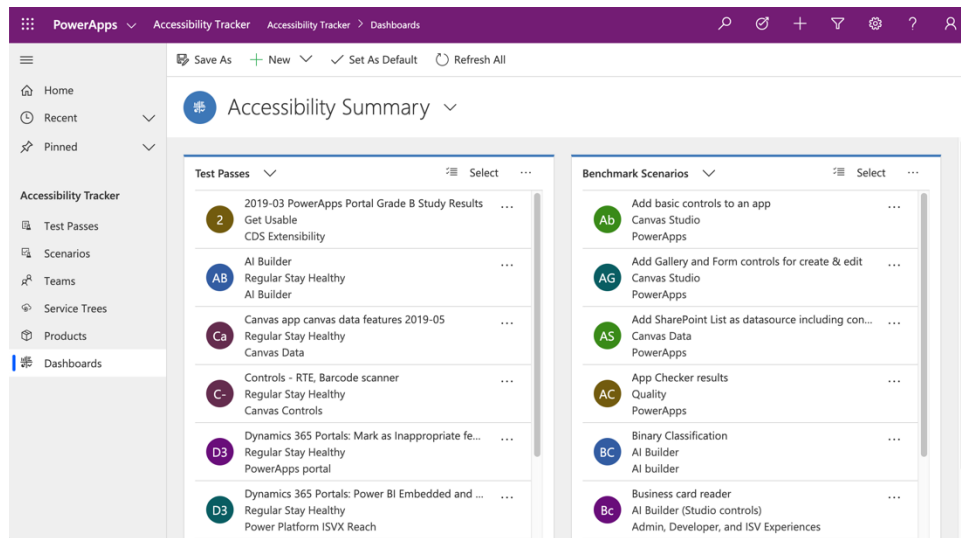 PowerApps Accessibility Tracker Accessibility Tracker > Dashboards
Save As New Set As Default Refresh All
Home
Recent
Pinned
Accessibility Tracker
Test Passes
Scenarios
Teams
Service Trees
Products
Dashboards
Accessibility Summary
Test Passes Select ...
2 2019-03 PowerApps Portal Grade B Study Results ...
Get Usable
CDS Extensibility
AB AI Builder ...
Regular Stay Healthy
AI Builder
Ca Canvas app canvas data features 2019-05 ...
Regular Stay Healthy
Canvas Data
C- Controls - RTE, Barcode scanner ...
Regular Stay Healthy
Canvas Controls
D3 Dynamics 365 Portals: Mark as Inappropriate fe... ...
Regular Stay Healthy
PowerApps portal
D3 Dynamics 365 Portals: Power BI Embedded and ... ...
Regular Stay Healthy
Power Platform ISVX Reach
Benchmark Scenarios Select ...
Ab Add basic controls to an app ...
Canvas Studio
PowerApps
AG Add Gallery and Form controls for create & edit ...
Canvas Studio
PowerApps
AS Add SharePoint List as datasource including con... ...
Canvas Data
PowerApps
AC App Checker results ...
Quality
PowerApps
BC Binary Classification ...
AI Builder
AI builder
Bc Business card reader ...
AI Builder (Studio controls)
Admin, Developer, and ISV Experiences